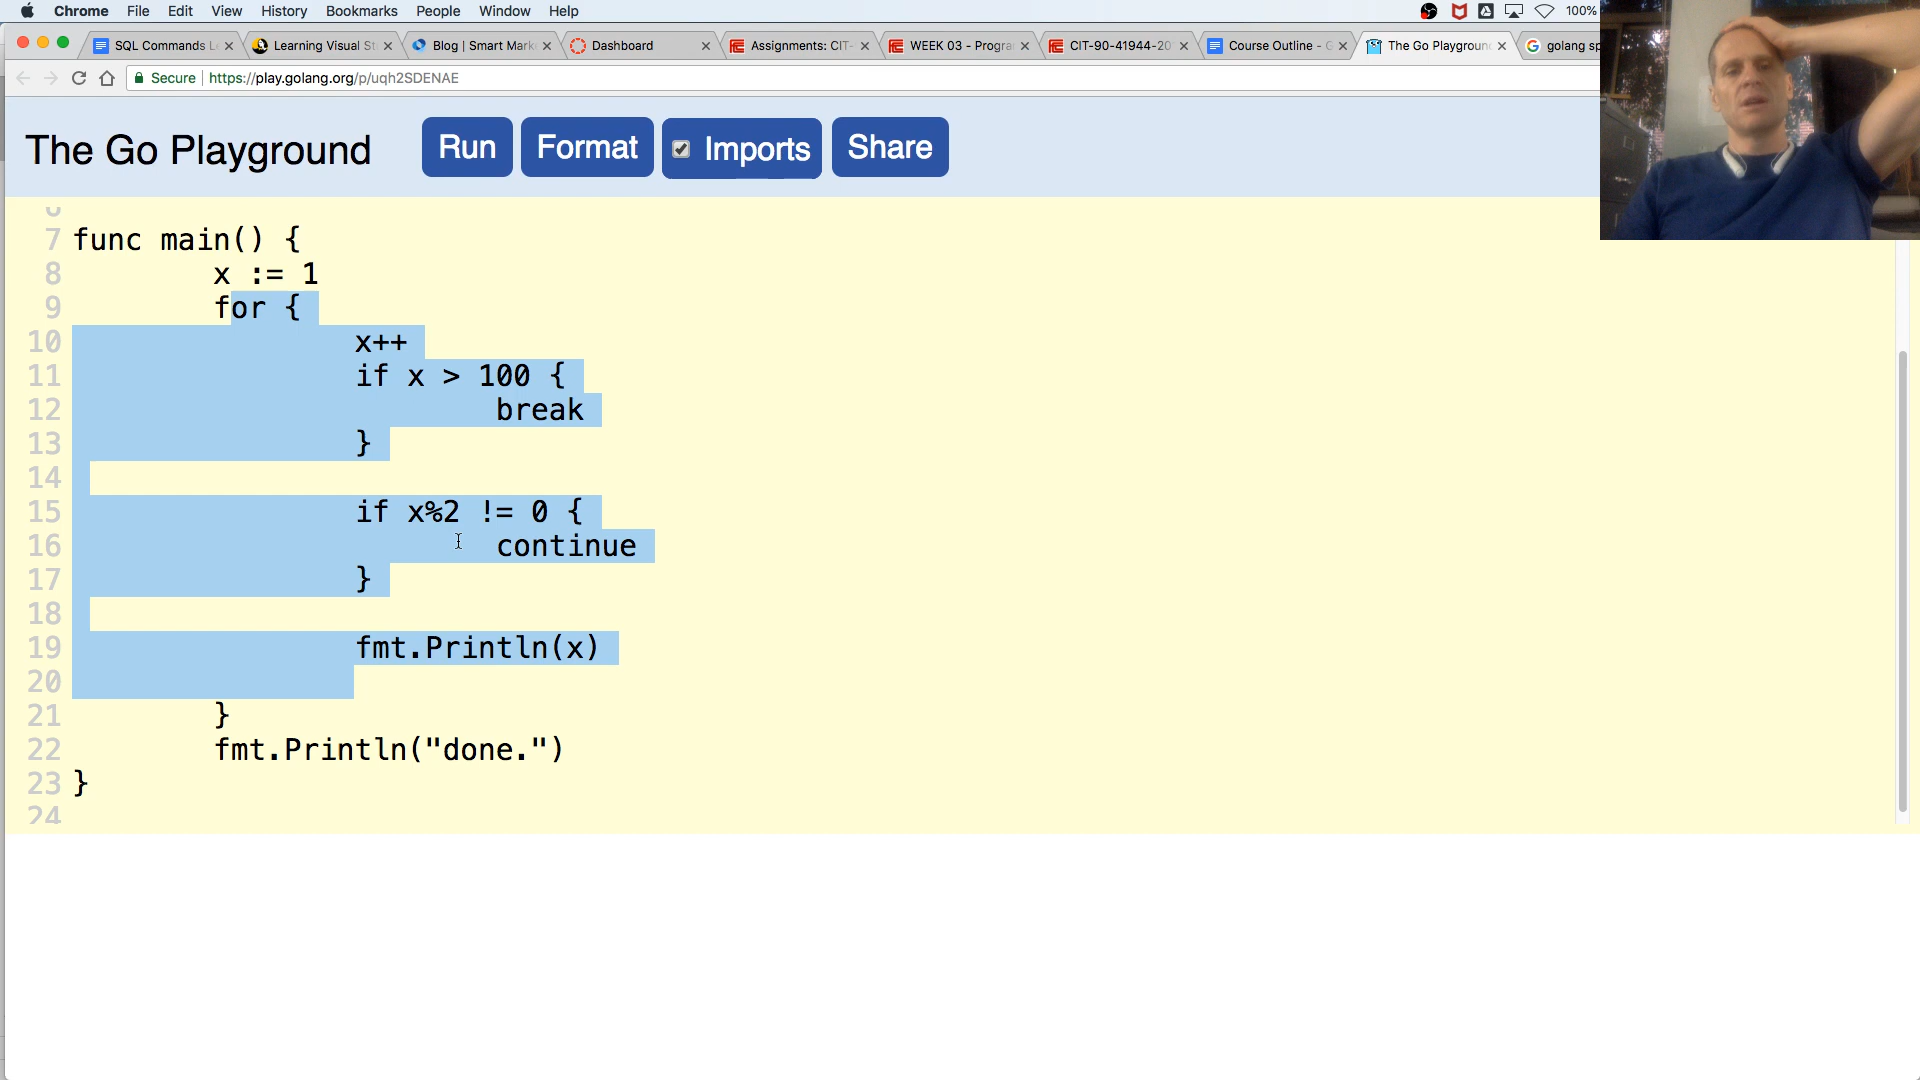 Chrome File Edit View History Bookmarks People Window Help 100%
SQL Commands L Learning Visual St Blog | Smart Mark Dashboard Assignments: CIT- WEEK 03 - Progra CIT-90-41944-20 Course Outline - G The Go Playground golang sp
Secure https://play.golang.org/p/uqh2SDENAE
The Go Playground Run Format Imports Share
6
7 func main() {
8 x := 1
9 for {
10 x++
11 if x > 100 {
12 break
13 }
14
15 if x%2 != 0 {
16 continue
17 }
18
19 fmt.Println(x)
20
21 }
22 fmt.Println("done.")
23 }
24